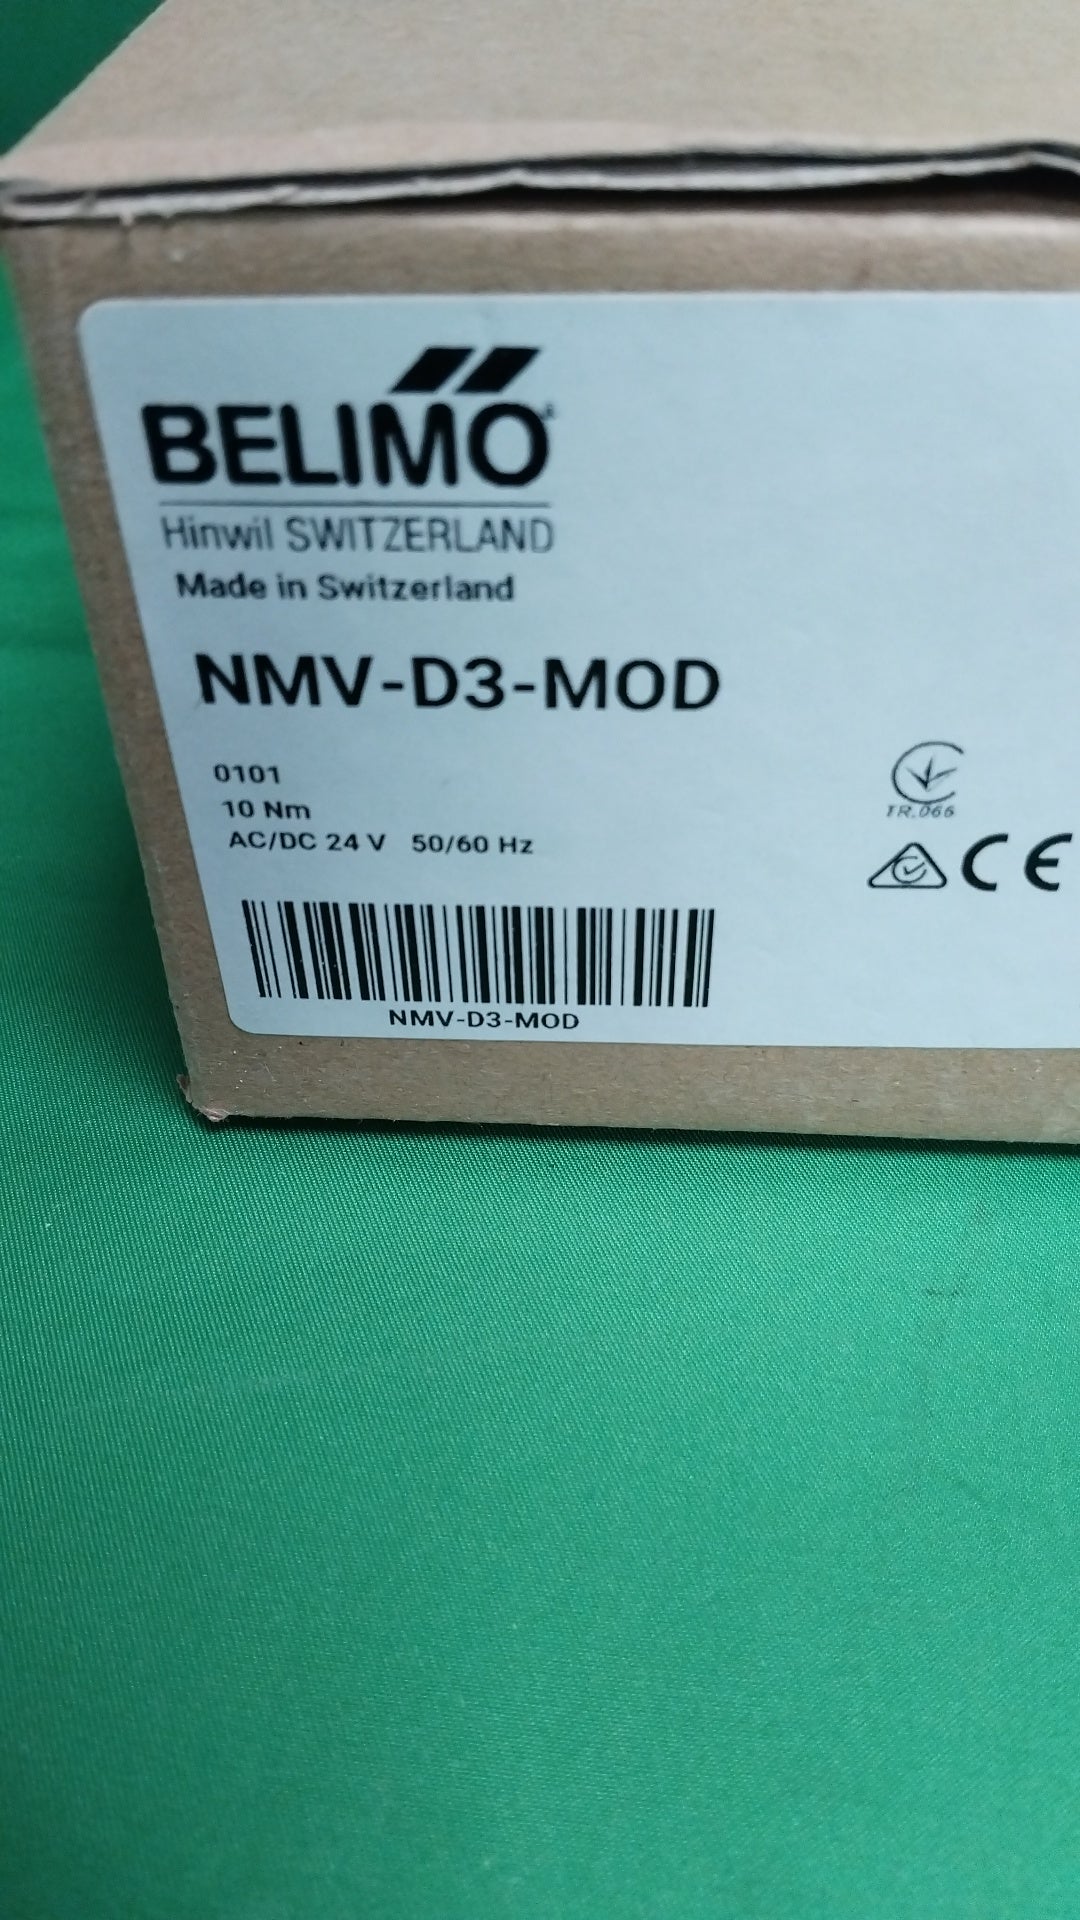 BELIMO
Hinwil SWITZERLAND
Made in Switzerland
NMV-D3-MOD
0101
10 Nm
AC/DC 24 V 50/60 Hz
TR.066
CE
NMV-D3-MOD